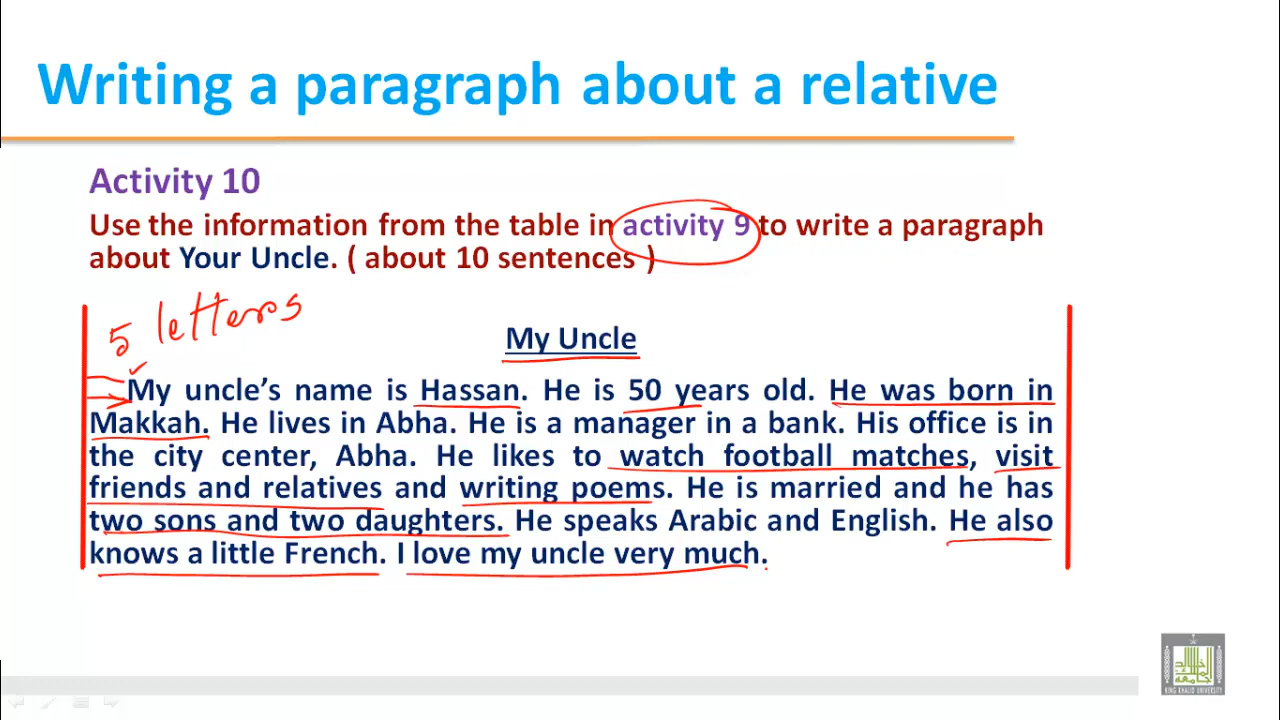 Writing a paragraph about a relative
Activity 10
Use the information from the table in activity 9 to write a paragraph
about Your Uncle. ( about 10 sentences )
5 letters
My Uncle
My uncle's name is Hassan. He is 50 years old. He was born in
Makkah. He lives in Abha. He is a manager in a bank. His office is in
the city center, Abha. He likes to watch football matches, visit
friends and relatives and writing poems. He is married and he has
two sons and two daughters. He speaks Arabic and English. He also
knows a little French. I love my uncle very much.
KING KHALID UNIVERSITY